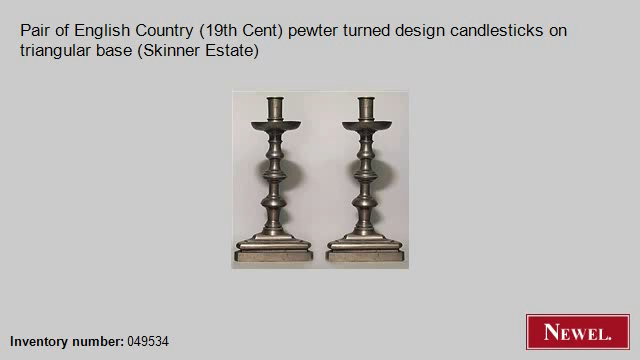 Pair of English Country (19th Cent) pewter turned design candlesticks on
triangular base (Skinner Estate)
Inventory number: 049534
NEWEL.